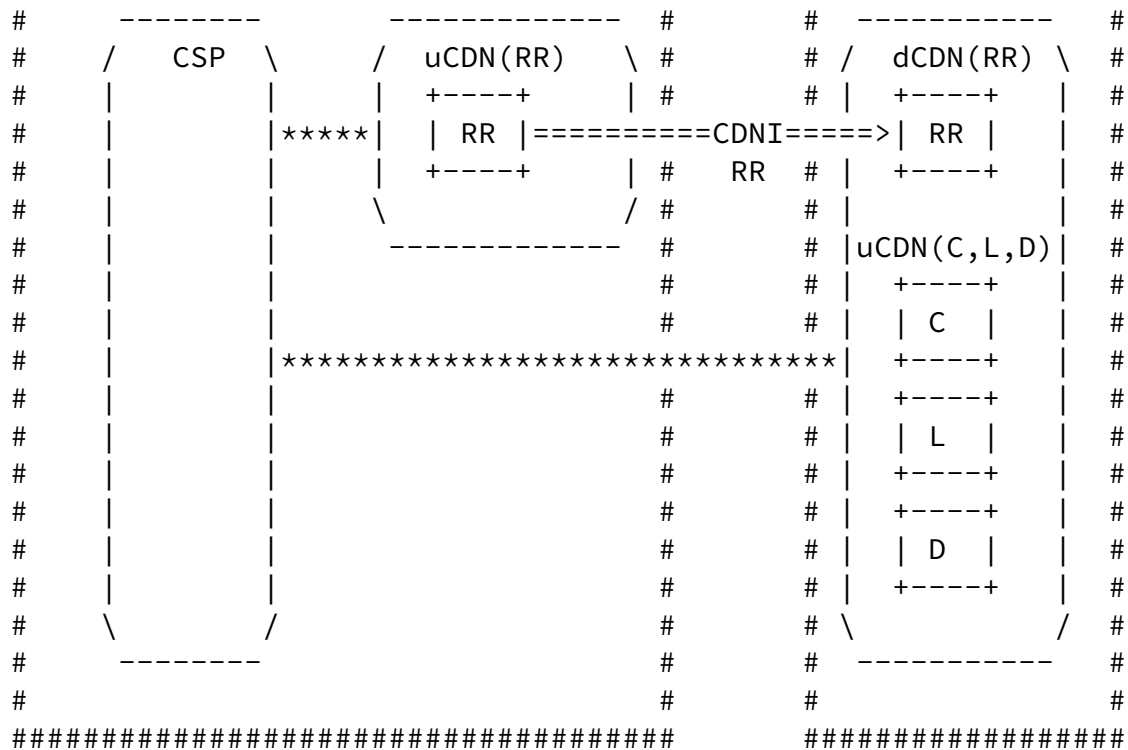 #     --------       -------------  #       #  -----------  #
#    /   CSP  \     /  uCDN(RR)   \ #       # /  dCDN(RR) \  #
#    |        |     |  +----+     | #       # |  +----+   |  #
#    |        |*****|  | RR |==========CDNI=====>| RR |   |  #
#    |        |     |  +----+     | #   RR  # |  +----+   |  #
#    |        |     \             / #       # |           |  #
#    |        |      -------------  #       # |uCDN(C,L,D)|  #
#    |        |                     #       # |  +----+   |  #
#    |        |                     #       # |  | C  |   |  #
#    |        |*******************************|  +----+   |  #
#    |        |                     #       # |  +----+   |  #
#    |        |                     #       # |  | L  |   |  #
#    |        |                     #       # |  +----+   |  #
#    |        |                     #       # |  +----+   |  #
#    |        |                     #       # |  | D  |   |  #
#    |        |                     #       # |  +----+   |  #
#    \        /                     #       # \           /  #
#     --------                      #       #  -----------   #
#                                   #       #                #
#####################################       ##################